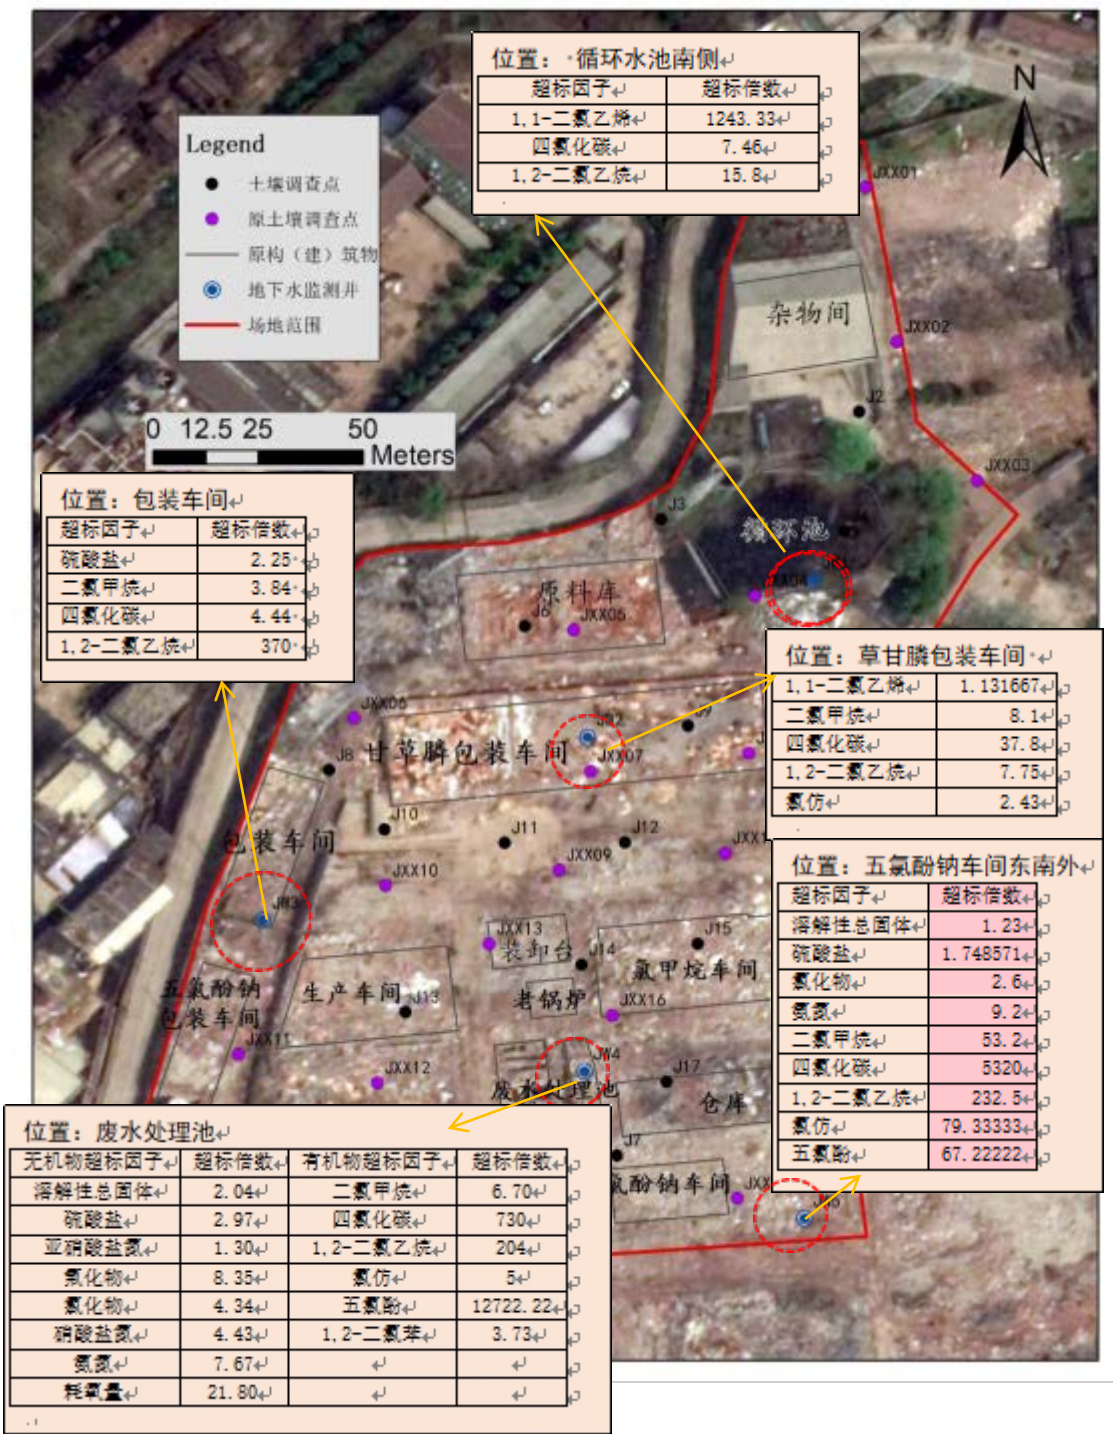 位置：循环水池南侧
超标因子 超标倍数
1,1-二氯乙烯 1243.33
四氯化碳 7.46
1,2-二氯乙烷 15.8
N
Legend
土壤调查点
原土壤调查点
原构（建）筑物
地下水监测井
场地范围
0 12.5 25 50
Meters
JXX01
杂物间
JXX02
J2
JXX03
J3
循环池
JXX04
原料库
J6
JXX05
位置：包装车间
超标因子 超标倍数
硫酸盐 2.25
二氯甲烷 3.84
四氯化碳 4.44
1,2-二氯乙烷 370
位置：草甘膦包装车间
1,1-二氯乙烯 1.131667
二氯甲烷 8.1
四氯化碳 37.8
1,2-二氯乙烷 7.75
氯仿 2.43
JXX06
JW2
J9
J8
甘草膦包装车间
JXX07
J10
J11
J12
包装车间
JXX10
JXX09
JXX1
JW3
JXX13
装卸台
J14
J15
氯甲烷车间
五氯酚钠
包装车间
生产车间
J13
老锅炉
JXX16
JXX11
JXX12
JW4
废水处理池
J17
仓库
J7
氯酚钠车间
JXX
位置：五氯酚钠车间东南外
超标因子 超标倍数
溶解性总固体 1.23
硫酸盐 1.748571
氯化物 2.6
氨氮 9.2
二氯甲烷 53.2
四氯化碳 5320
1,2-二氯乙烷 232.5
氯仿 79.33333
五氯酚 67.22222
位置：废水处理池
无机物超标因子 超标倍数 有机物超标因子 超标倍数
溶解性总固体 2.04 二氯甲烷 6.70
硫酸盐 2.97 四氯化碳 730
亚硝酸盐氮 1.30 1,2-二氯乙烷 204
氟化物 8.35 氯仿 5
氯化物 4.34 五氯酚 12722.22
硝酸盐氮 4.43 1,2-二氯苯 3.73
氨氮 7.67
耗氧量 21.80